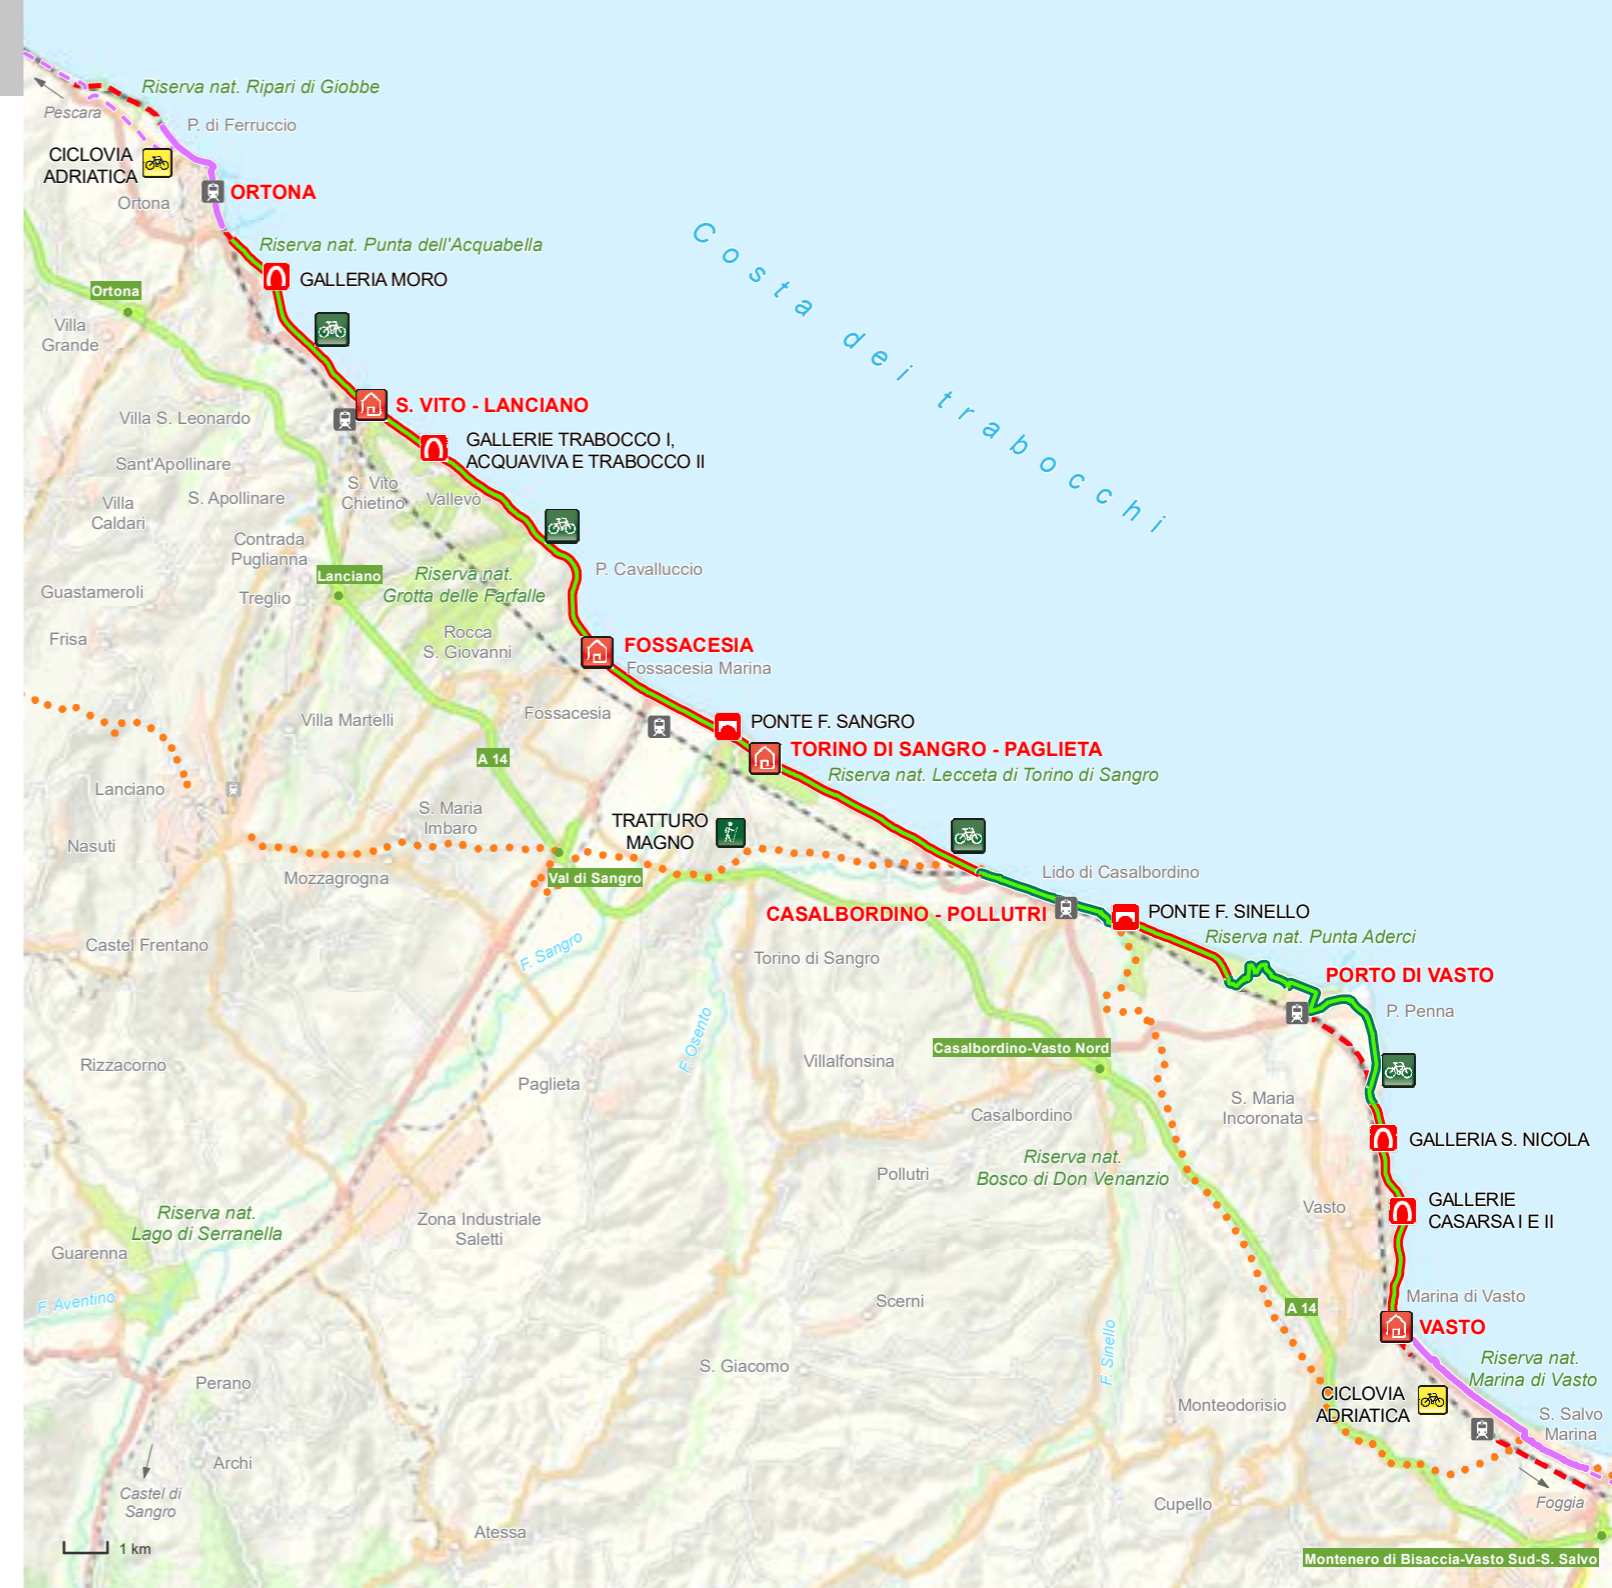 Riserva nat. Ripari di Giobbe
Pescara
P. di Ferruccio
CICLOVIA
ADRIATICA
ORTONA
Ortona
Riserva nat. Punta dell'Acquabella
GALLERIA MORO
Ortona
Villa
Grande
Costa dei trabocchi
S. VITO - LANCIANO
Villa S. Leonardo
GALLERIE TRABOCCO I,
ACQUAVIVA E TRABOCCO II
Sant'Apollinare
S. Vito
Chietino
Vallevò
S. Apollinare
Villa
Caldari
Contrada
Puglianna
P. Cavalluccio
Lanciano
Riserva nat.
Grotta delle Farfalle
Guastameroli
Treglio
Frisa
Rocca
S. Giovanni
FOSSACESIA
Fossacesia Marina
Villa Martelli
Fossacesia
PONTE F. SANGRO
TORINO DI SANGRO - PAGLIETA
A 14
Riserva nat. Lecceta di Torino di Sangro
Lanciano
S. Maria
Imbaro
TRATTURO
MAGNO
Nasuti
Mozzagrogna
Val di Sangro
Lido di Casalbordino
CASALBORDINO - POLLUTRI
PONTE F. SINELLO
Riserva nat. Punta Aderci
Castel Frentano
F. Sangro
Torino di Sangro
PORTO DI VASTO
P. Penna
F. Osento
Casalbordino-Vasto Nord
Rizzacorno
Paglieta
Villalfonsina
S. Maria
Incoronata
Casalbordino
GALLERIA S. NICOLA
Riserva nat.
Bosco di Don Venanzio
Pollutri
Riserva nat.
Lago di Serranella
Zona Industriale
Saletti
Vasto
GALLERIE
CASARSA I E II
Guarenna
F. Aventino
Scerni
A 14
Marina di Vasto
VASTO
F. Sinello
S. Giacomo
Riserva nat.
Marina di Vasto
Perano
CICLOVIA
ADRIATICA
Monteodorisio
S. Salvo
Marina
Archi
Castel di
Sangro
Cupello
Foggia
Atessa
1 km
Montenero di Bisaccia-Vasto Sud-S. Salvo